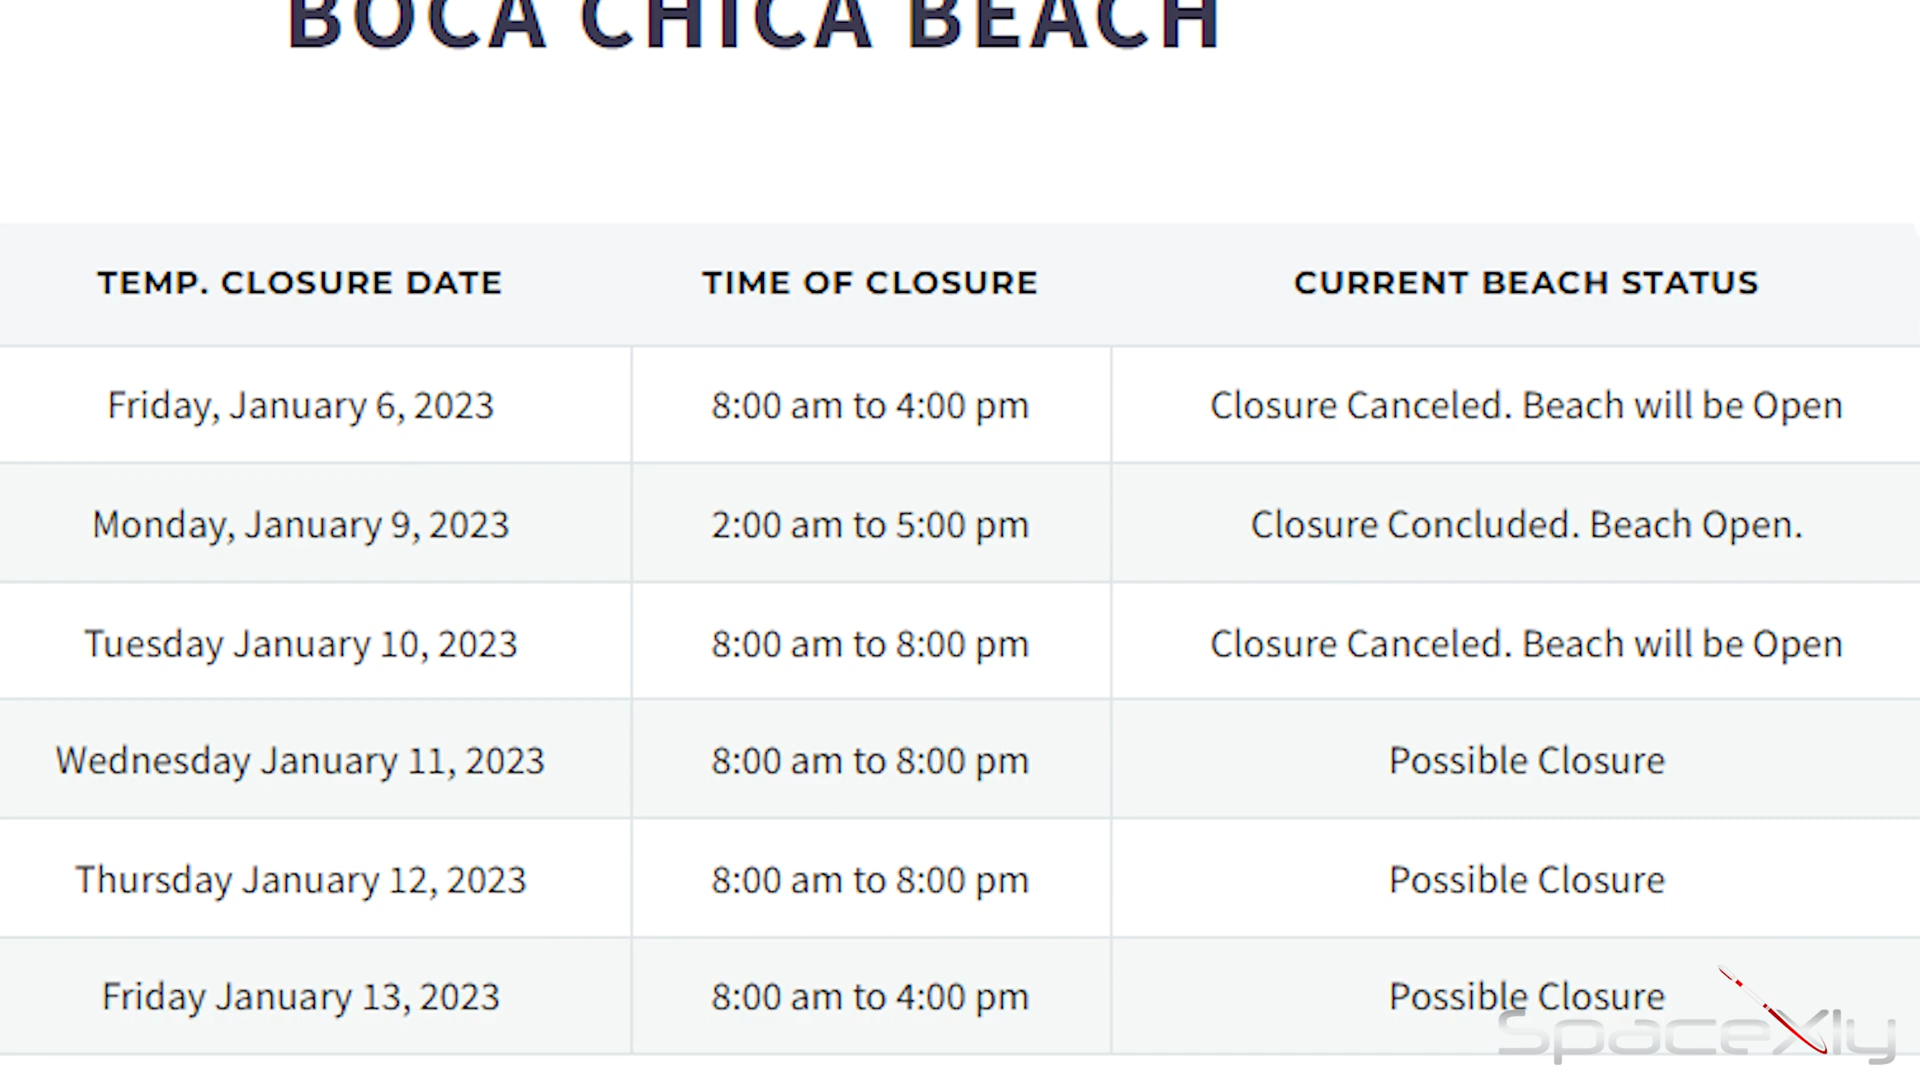 BOCA CHICA BEACH
TEMP. CLOSURE DATE TIME OF CLOSURE CURRENT BEACH STATUS
Friday, January 6, 2023 8:00 am to 4:00 pm Closure Canceled. Beach will be Open
Monday, January 9, 2023 2:00 am to 5:00 pm Closure Concluded. Beach Open.
Tuesday January 10, 2023 8:00 am to 8:00 pm Closure Canceled. Beach will be Open
Wednesday January 11, 2023 8:00 am to 8:00 pm Possible Closure
Thursday January 12, 2023 8:00 am to 8:00 pm Possible Closure
Friday January 13, 2023 8:00 am to 4:00 pm Possible Closure
SpaceXly